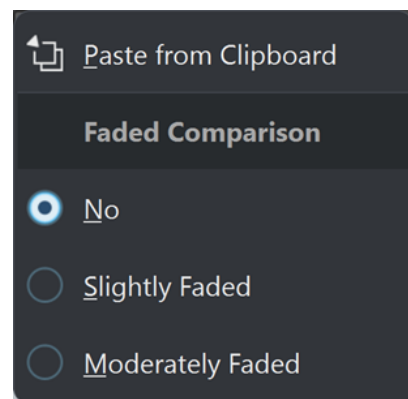 Paste from Clipboard
Faded Comparison
No
Slightly Faded
Moderately Faded